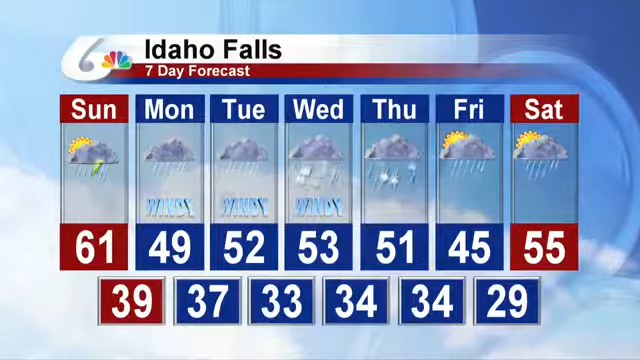 6
Idaho Falls
7 Day Forecast
Sun Mon Tue Wed Thu Fri Sat
WINDY WINDY WINDY
61 49 52 53 51 45 55
39 37 33 34 34 29